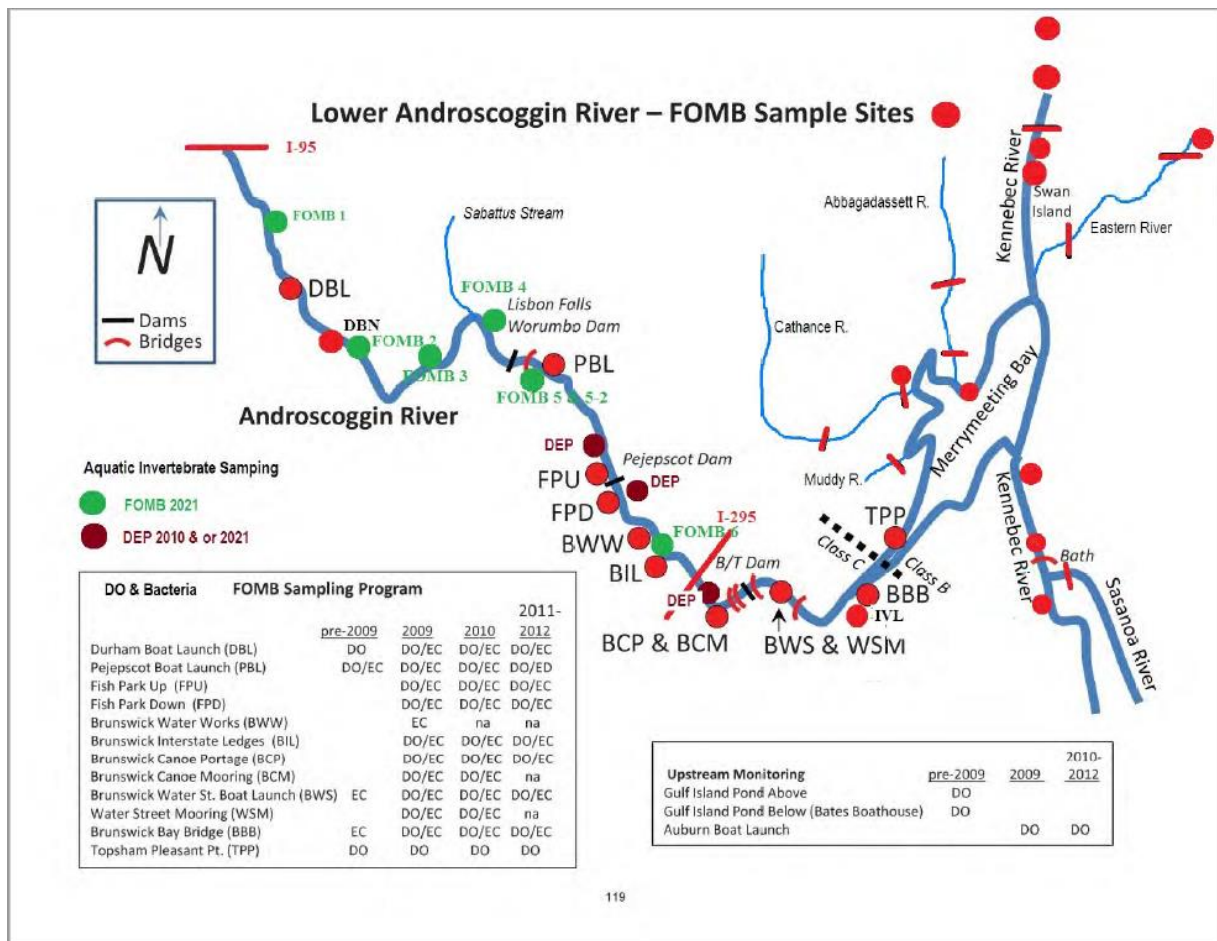 Lower Androscoggin River – FOMB Sample Sites
I-95
N
Dams
Bridges
FOMB 1
DBL
DBN
FOMB 2
FOMB 3
Androscoggin River
Sabattus Stream
FOMB 4
Lisbon Falls
Worumbo Dam
PBL
FOMB 5 & 5-2
DEP
Pejepscot Dam
FPU
DEP
FPD
BWW
FOMB 6
I-295
BIL
B/T Dam
DEP
BCP & BCM
BWS & WSM
Class C
Class B
TPP
BBB
IVL
Abbagadassett R.
Cathance R.
Muddy R.
Merrymeeting Bay
Kennebec River
Swan
Island
Eastern River
Kennebec River
Bath
Sasanoa River
Aquatic Invertebrate Sampling
FOMB 2021
DEP 2010 & or 2021
DO & Bacteria FOMB Sampling Program
2011-
pre-2009 2009 2010 2012
Durham Boat Launch (DBL) DO DO/EC DO/EC DO/EC
Pejepscot Boat Launch (PBL) DO/EC DO/EC DO/EC DO/ED
Fish Park Up (FPU) DO/EC DO/EC DO/EC
Fish Park Down (FPD) DO/EC DO/EC DO/EC
Brunswick Water Works (BWW) EC na na
Brunswick Interstate Ledges (BIL) DO/EC DO/EC DO/EC
Brunswick Canoe Portage (BCP) DO/EC DO/EC DO/EC
Brunswick Canoe Mooring (BCM) DO/EC DO/EC na
Brunswick Water St. Boat Launch (BWS) EC DO/EC DO/EC DO/EC
Water Street Mooring (WSM) DO/EC DO/EC na
Brunswick Bay Bridge (BBB) EC DO/EC DO/EC DO/EC
Topsham Pleasant Pt. (TPP) DO DO DO DO
2010-
Upstream Monitoring pre-2009 2009 2012
Gulf Island Pond Above DO
Gulf Island Pond Below (Bates Boathouse) DO
Auburn Boat Launch DO DO
119